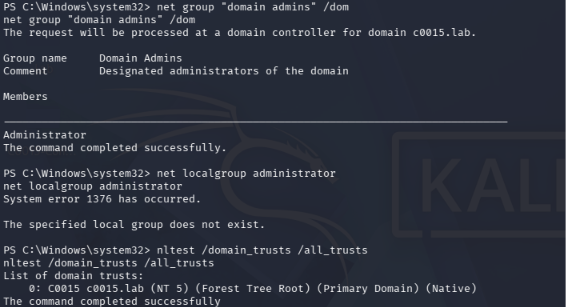 PS C:\Windows\system32> net group "domain admins" /dom
net group "domain admins" /dom
The request will be processed at a domain controller for domain c0015.lab.
Group name     Domain Admins
Comment        Designated administrators of the domain
Members
Administrator
The command completed successfully.
PS C:\Windows\system32> net localgroup administrator
net localgroup administrator
System error 1376 has occurred.
The specified local group does not exist.
PS C:\Windows\system32> nltest /domain_trusts /all_trusts
nltest /domain_trusts /all_trusts
List of domain trusts:
    0: C0015 c0015.lab (NT 5) (Forest Tree Root) (Primary Domain) (Native)
The command completed successfully
KALI